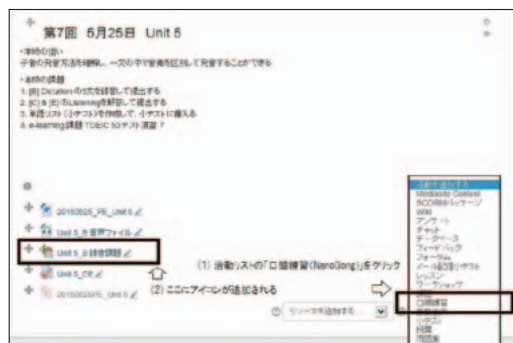 第7回 5月25日 Unit 5
・本時の狙い
子音の発音方法を理解し、一文の中で音素を区別して発音することができる
・本時の課題
1. [B] Dictationの5文を録音して提出する
2. [C] & [E] のListeningを解答して提出する
3. 単語リスト(小テスト)を作成して、小テストに備える
4. e-learning 課題 TOEIC 50テスト演習 7
20150525_PE_Unit 5
Unit 5_B 音声ファイル
Unit 5_B 録音課題
Unit 5_CE
20150525PE_Unit 5
(1) 活動リストの「口頭練習(NanoGong)」をクリック
(2) ここにアイコンが追加される
リソースを追加する ...
活動を追加する
Mediasite Content
SCORMパッケージ
Wiki
アンケート
チャット
データベース
フィードバック
フォーラム
レッスン
ワークショップ
口頭練習
小テスト
投票
問題集